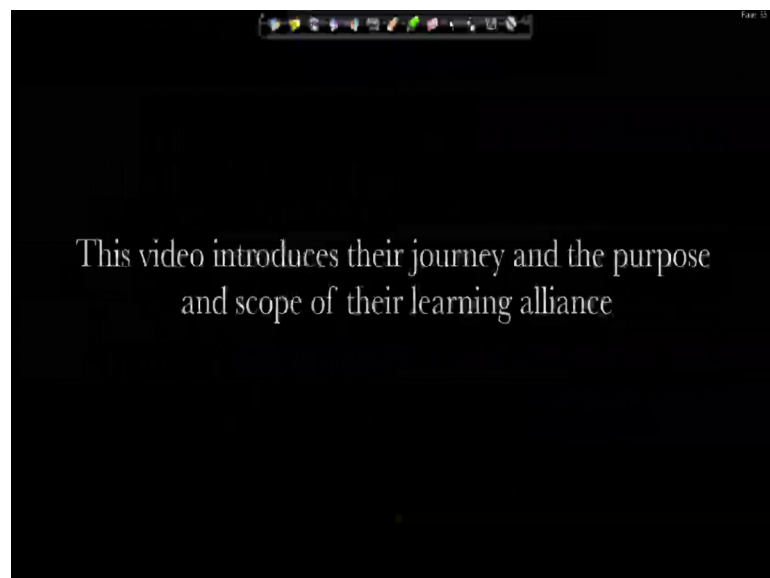 This video introduces their journey and the purpose
and scope of their learning alliance